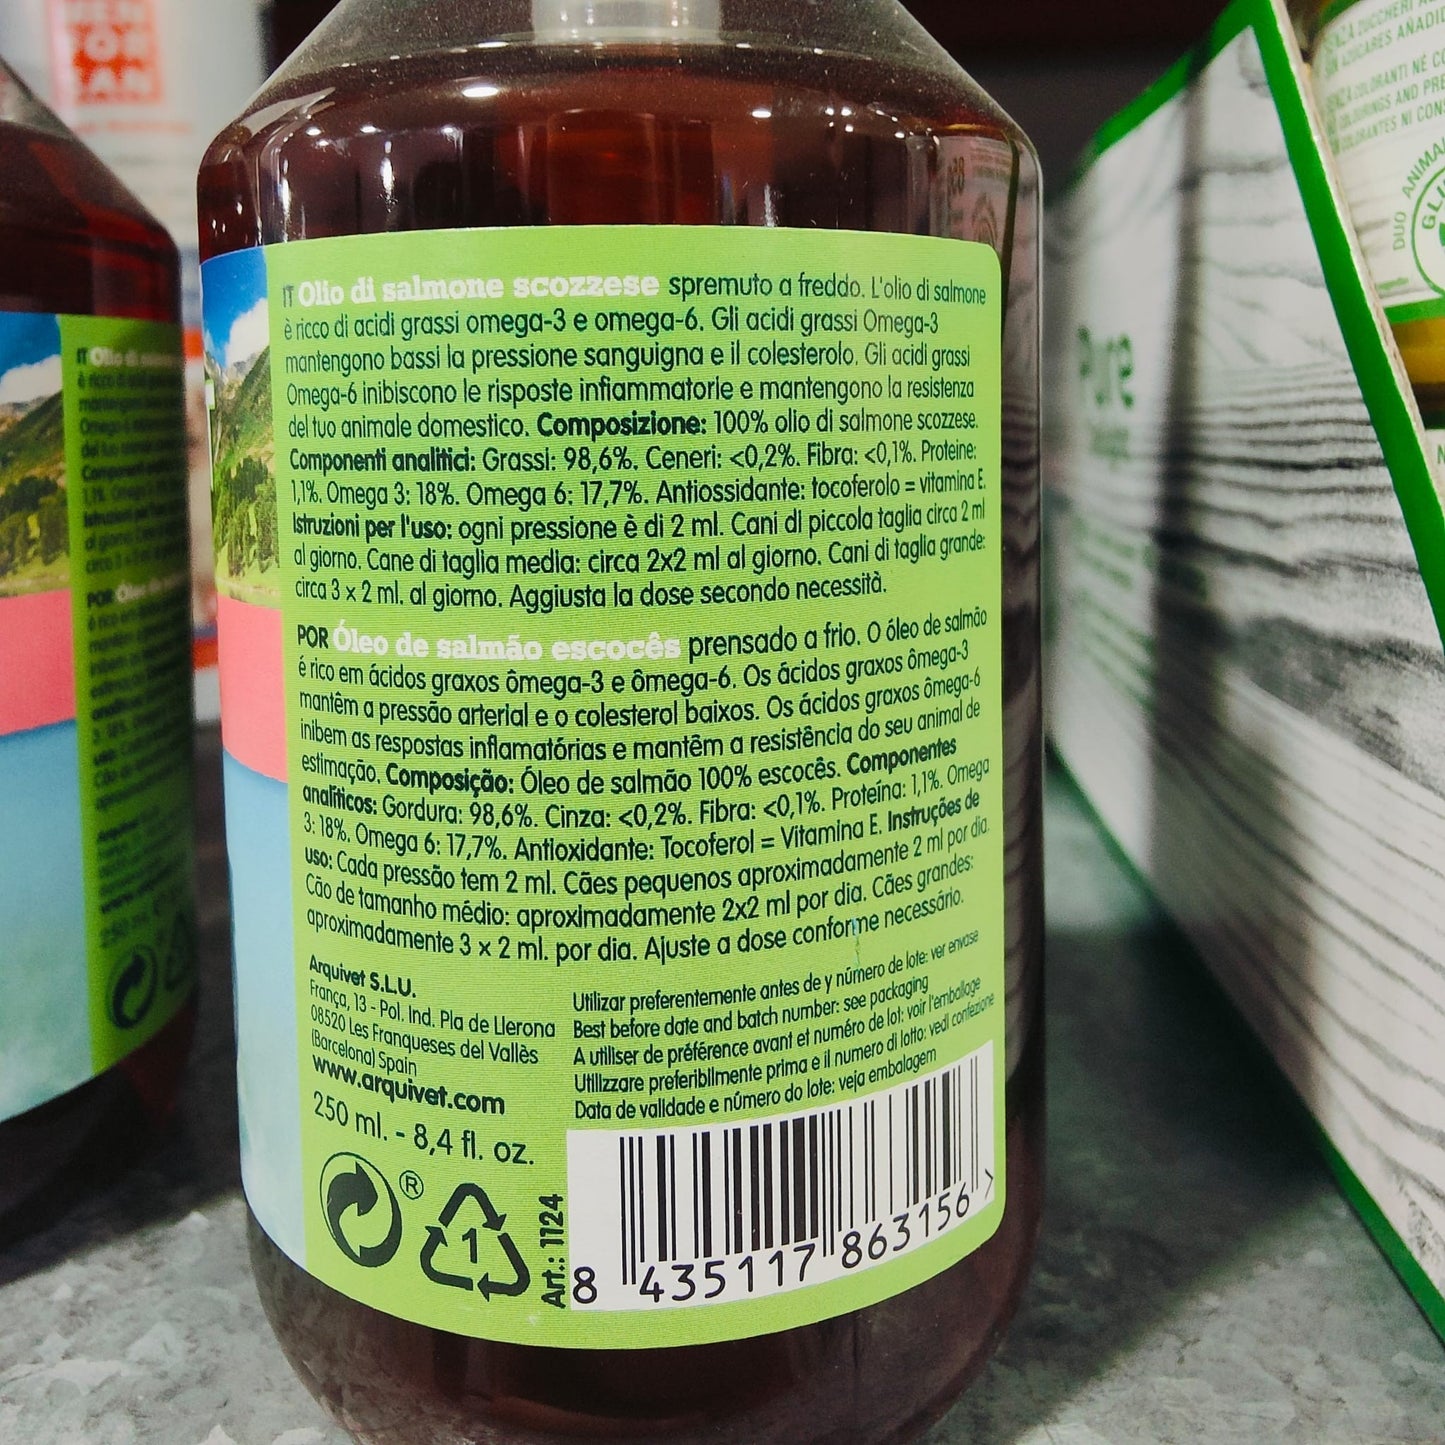 IT Olio di salmone scozzese spremuto a freddo. L'olio di salmone
è ricco di acidi grassi omega-3 e omega-6. Gli acidi grassi Omega-3
mantengono bassi la pressione sanguigna e il colesterolo. Gli acidi grassi
Omega-6 inibiscono le risposte infiammatorie e mantengono la resistenza
del tuo animale domestico. Composizione: 100% olio di salmone scozzese.
Componenti analitici: Grassi: 98,6%. Ceneri: <0,2%. Fibra: <0,1%. Proteine:
1,1%. Omega 3: 18%. Omega 6: 17,7%. Antiossidante: tocoferolo = vitamina E.
Istruzioni per l'uso: ogni pressione è di 2 ml. Cani di piccola taglia circa 2 ml
al giorno. Cane di taglia media: circa 2x2 ml al giorno. Cani di taglia grande:
circa 3 x 2 ml. al giorno. Aggiusta la dose secondo necessità.
POR Óleo de salmão escocês prensado a frio. O óleo de salmão
é rico em ácidos graxos ômega-3 e ômega-6. Os ácidos graxos ômega-3
mantêm a pressão arterial e o colesterol baixos. Os ácidos graxos ômega-6
inibem as respostas inflamatórias e mantêm a resistência do seu animal de
estimação. Composição: Óleo de salmão 100% escocês. Componentes
analíticos: Gordura: 98,6%. Cinza: <0,2%. Fibra: <0,1%. Proteína: 1,1%. Omega
3: 18%. Omega 6: 17,7%. Antioxidante: Tocoferol = Vitamina E. Instruções de
uso: Cada pressão tem 2 ml. Cães pequenos aproximadamente 2 ml por dia.
Cão de tamanho médio: aproximadamente 2x2 ml por dia. Cães grandes:
aproximadamente 3 x 2 ml. por dia. Ajuste a dose conforme necessário.
Arquivet S.L.U.
França, 13 - Pol. Ind. Pla de Llerona
08520 Les Franqueses del Vallès
(Barcelona) Spain
www.arquivet.com
250 ml. - 8,4 fl. oz.
Utilizar preferentemente antes de y número de lote: ver envase
Best before date and batch number: see packaging
A utiliser de préférence avant et numéro de lot: voir l'emballage
Utilizzare preferibilmente prima e il numero di lotto: vedi confezione
Data de validade e número do lote: veja embalagem
®
1
Art.: 1124
8 435117 863156 >
Pure